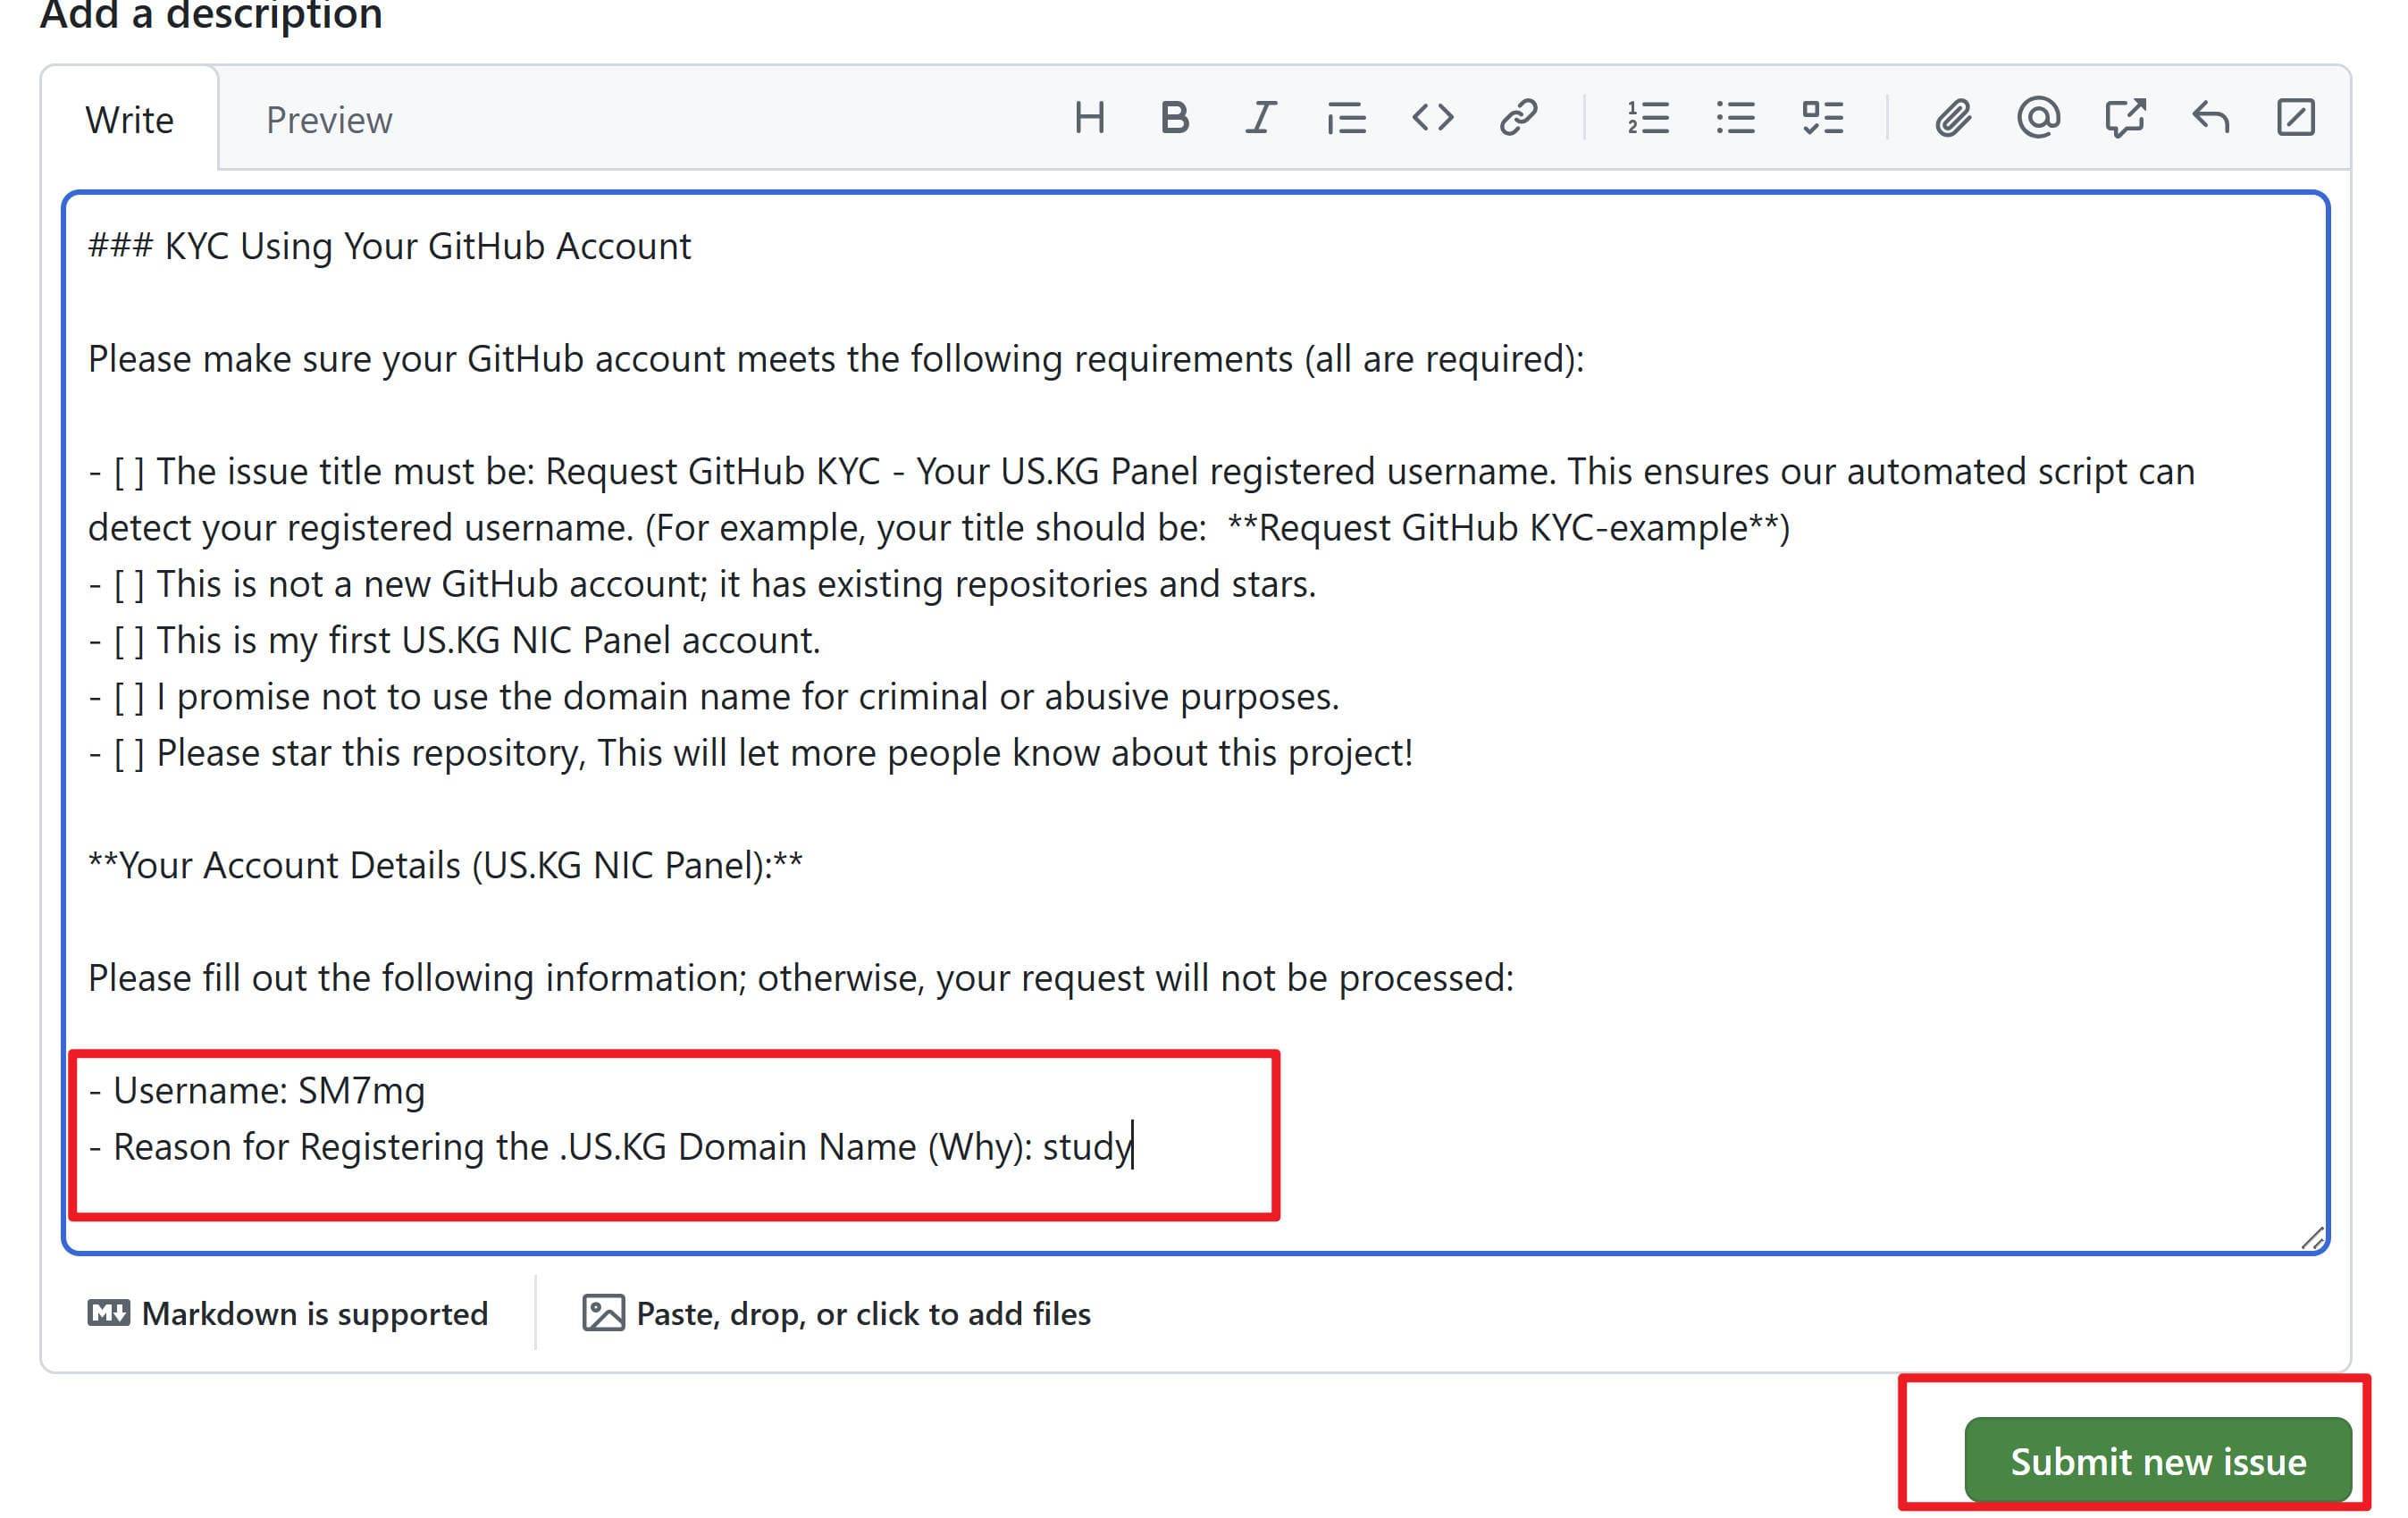 Add a description
Write
Preview
### KYC Using Your GitHub Account
Please make sure your GitHub account meets the following requirements (all are required):
- [ ] The issue title must be: Request GitHub KYC - Your US.KG Panel registered username. This ensures our automated script can
detect your registered username. (For example, your title should be:  **Request GitHub KYC-example**)
- [ ] This is not a new GitHub account; it has existing repositories and stars.
- [ ] This is my first US.KG NIC Panel account.
- [ ] I promise not to use the domain name for criminal or abusive purposes.
- [ ] Please star this repository, This will let more people know about this project!
**Your Account Details (US.KG NIC Panel):**
Please fill out the following information; otherwise, your request will not be processed:
- Username: SM7mg
- Reason for Registering the .US.KG Domain Name (Why): study
Markdown is supported
Paste, drop, or click to add files
Submit new issue